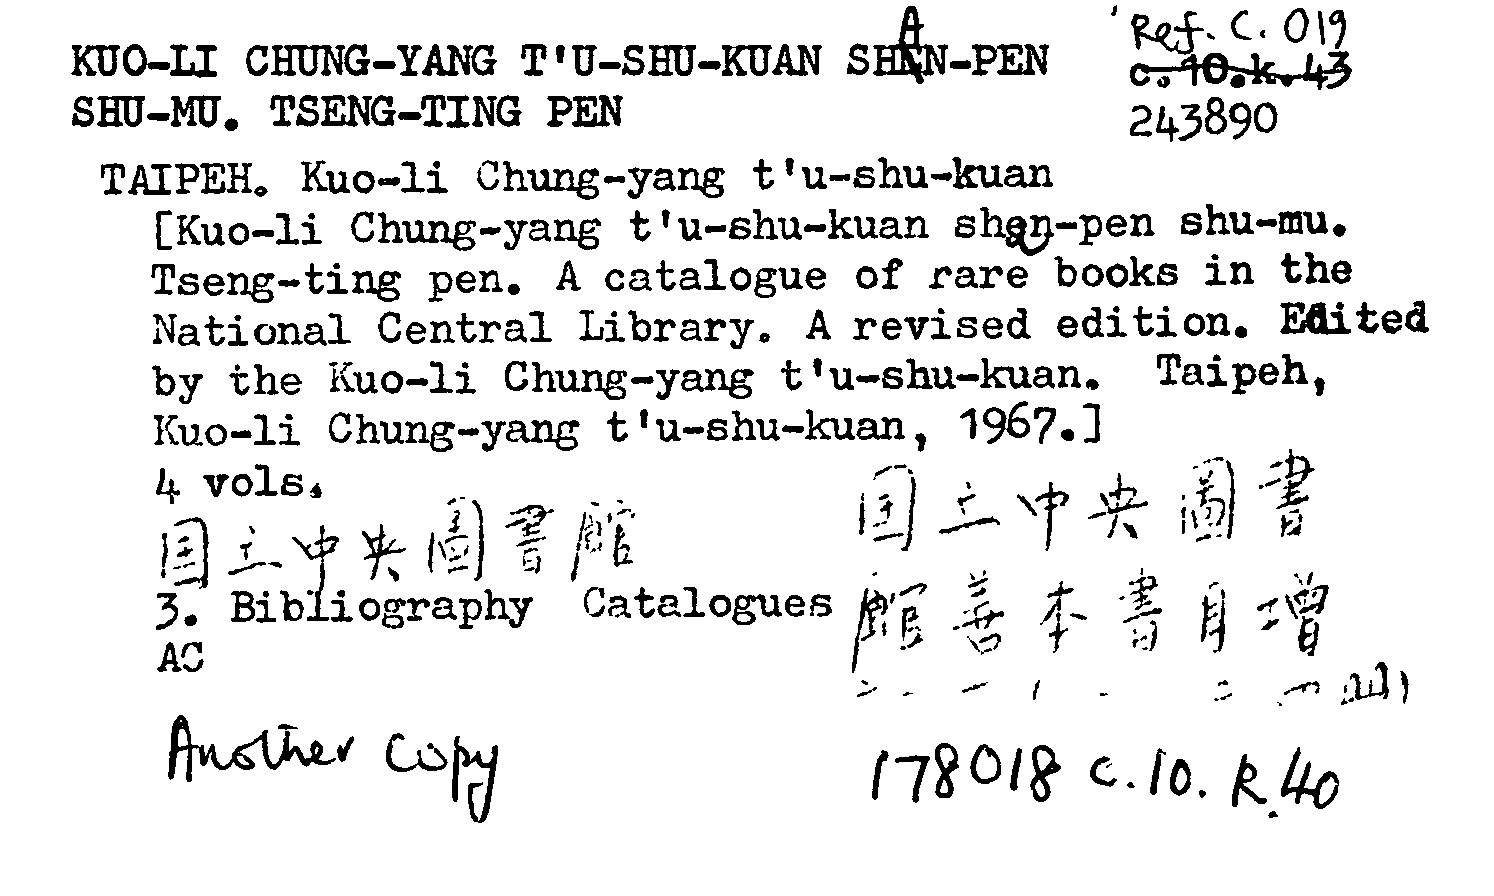 KUO-LI CHUNG-YANG T'U-SHU-KUAN SHAN-PEN
SHU-MU. TSENG-TING PEN
Ref. C. 019
c. 10.k.43
243890
TAIPEH. Kuo-li Chung-yang t'u-shu-kuan
[Kuo-li Chung-yang t'u-shu-kuan shan-pen shu-mu.
Tseng-ting pen. A catalogue of rare books in the
National Central Library. A revised edition. Edited
by the Kuo-li Chung-yang t'u-shu-kuan. Taipeh,
Kuo-li Chung-yang t'u-shu-kuan, 1967.]
4 vols.
国立中央圖書館
国立中央圖書
館善本書目增
3. Bibliography Catalogues
AC
Another Copy
178018 c.10. k.40